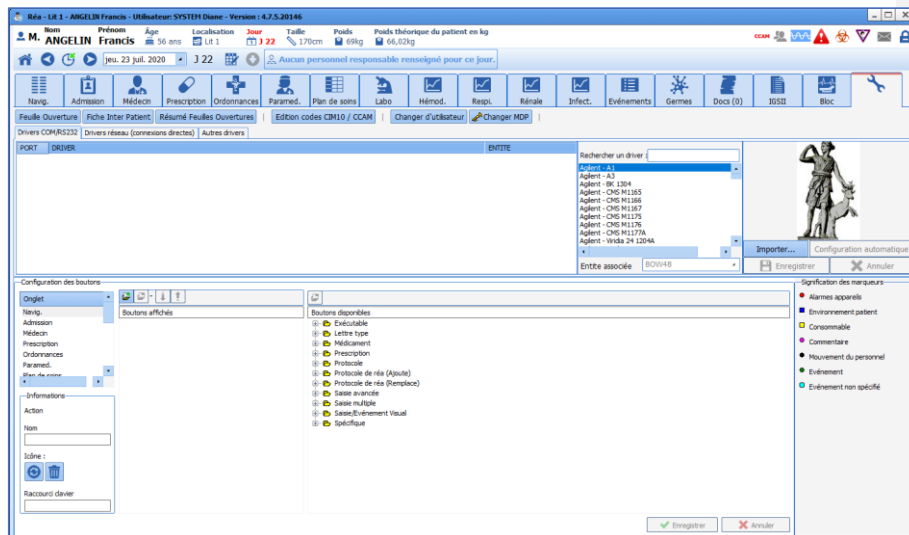 Réa - Lit 1 - ANGELIN Francis - Utilisateur: SYSTEM Diane - Version : 4.7.5.20146
Nom Prénom Âge Localisation Jour Taille Poids Poids théorique du patient en kg
M. ANGELIN Francis 56 ans Lit 1 J 22 170cm 69kg 66,02kg
CCAM
jeu. 23 juil. 2020 J 22 Aucun personnel responsable renseigné pour ce jour.
Navig. Admission Médecin Prescription Ordonnances Paramed. Plan de soins Labo Hémod. Respi. Rénale Infect. Evénements Germes Docs (0) IGSII Bloc
Feuille Ouverture Fiche Inter Patient Résumé Feuilles Ouvertures | Edition codes CIM10 / CCAM | Changer d'utilisateur Changer MDP |
Drivers COM/RS232 Drivers réseau (connexions directes) Autres drivers
PORT DRIVER ENTITE
Rechercher un driver :
Agilent - A1
Agilent - A3
Agilent - BK 1304
Agilent - CMS M1165
Agilent - CMS M1166
Agilent - CMS M1167
Agilent - CMS M1175
Agilent - CMS M1176
Agilent - CMS M1177A
Agilent - Viridia 24 1204A
Entite associée BOW48
Importer... Configuration automatique
Enregistrer Annuler
Configuration des boutons
Onglet
Navig.
Admission
Médecin
Prescription
Ordonnances
Paramed.
Plan de soins
Informations
Action
Nom
Icône :
Raccourci clavier
Boutons affichés
Boutons disponibles
Exécutable
Lettre type
Médicament
Prescription
Protocole
Protocole de réa (Ajoute)
Protocole de réa (Remplace)
Saisie avancée
Saisie multiple
Saisie/Evénement Visual
Spécifique
Enregistrer Annuler
Signification des marqueurs
Alarmes appareils
Environnement patient
Consommable
Commentaire
Mouvement du personnel
Evénement
Evénement non spécifié